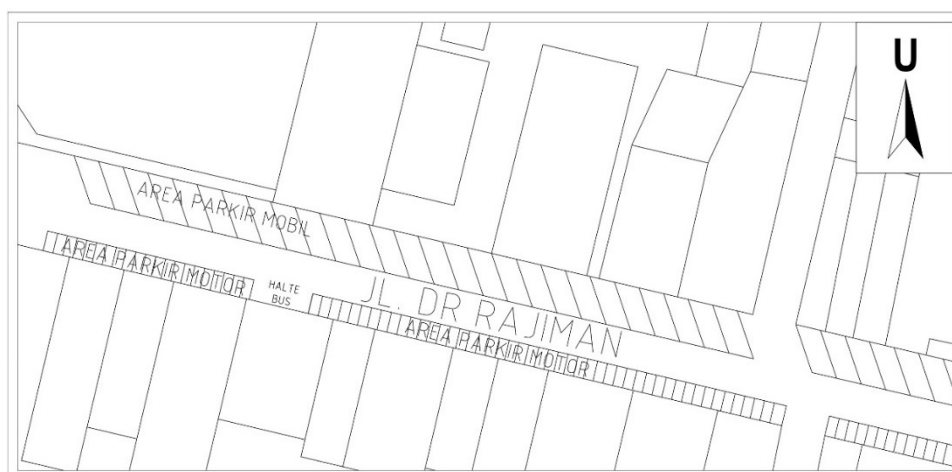 U
AREA PARKIR MOBIL
AREA PARKIR MOTOR
HALTE
BUS
JL. DR RAJIMAN
AREA PARKIR MOTOR